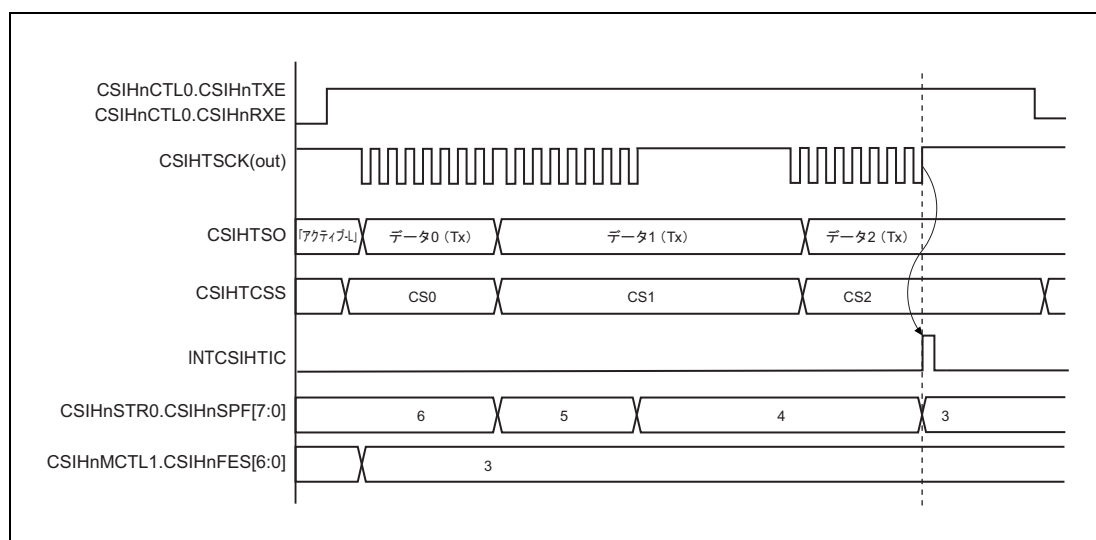 CSIHnCTL0.CSIHnTXE
CSIHnCTL0.CSIHnRXE
CSIHTSCK(out)
CSIHTSO
「アクティブ-L」
データ0（Tx）
データ1（Tx）
データ2（Tx）
CSIHTCSS
CS0
CS1
CS2
INTCSIHTIC
CSIHnSTR0.CSIHnSPF[7:0]
6
5
4
3
CSIHnMCTL1.CSIHnFES[6:0]
3